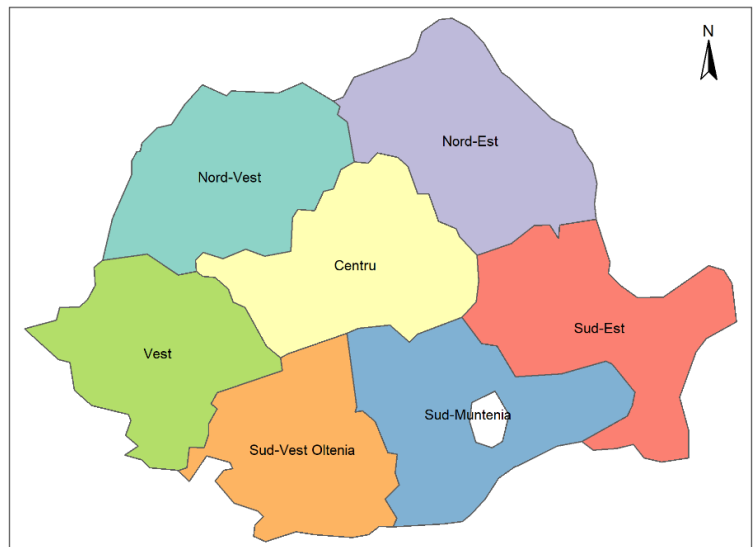 N
Nord-Est
Nord-Vest
Centru
Sud-Est
Vest
Sud-Muntenia
Sud-Vest Oltenia